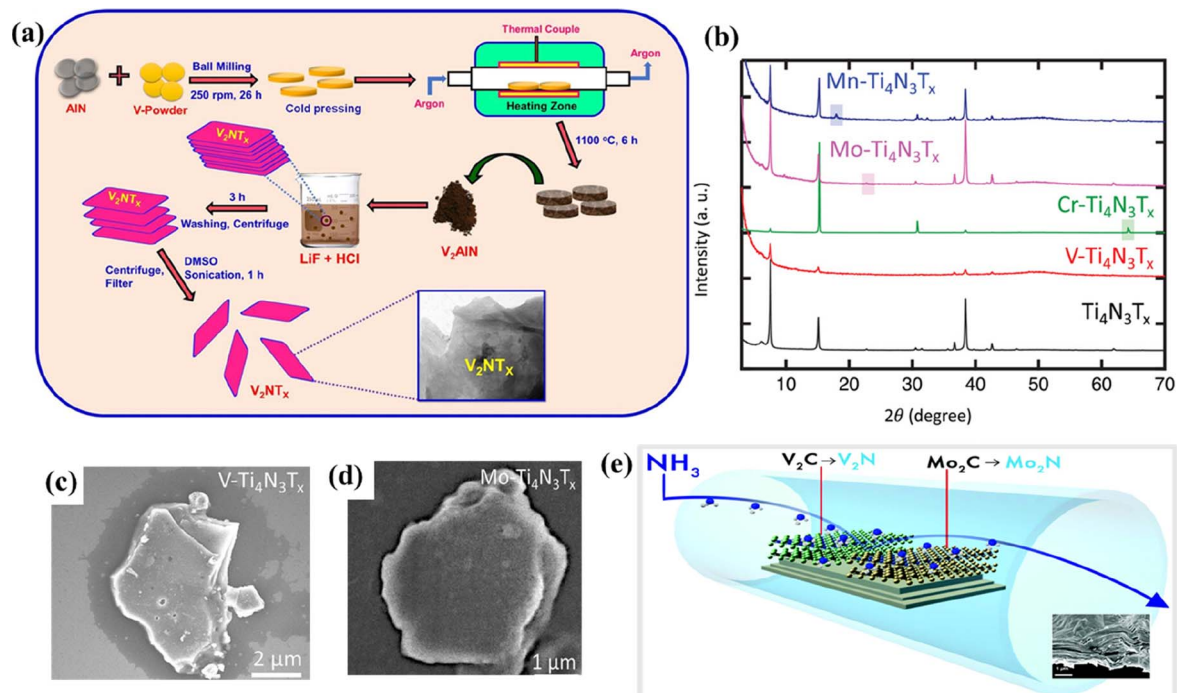 (a)
AlN
V-Powder
Ball Milling
250 rpm, 26 h
Cold pressing
Thermal Couple
Argon
Argon
Heating Zone
1100 °C, 6 h
V₂AlN
LiF + HCl
V₂NTₓ
3 h
Washing, Centrifuge
V₂NTₓ
Centrifuge,
Filter
DMSO
Sonication, 1 h
V₂NTₓ
V₂NTₓ
(b)
Mn-Ti₄N₃Tₓ
Mo-Ti₄N₃Tₓ
Cr-Ti₄N₃Tₓ
V-Ti₄N₃Tₓ
Ti₄N₃Tₓ
Intensity (a. u.)
10 20 30 40 50 60 70
2θ (degree)
(c)
V-Ti₄N₃Tₓ
2 μm
(d)
Mo-Ti₄N₃Tₓ
1 μm
(e)
NH₃
V₂C→V₂N
Mo₂C→Mo₂N